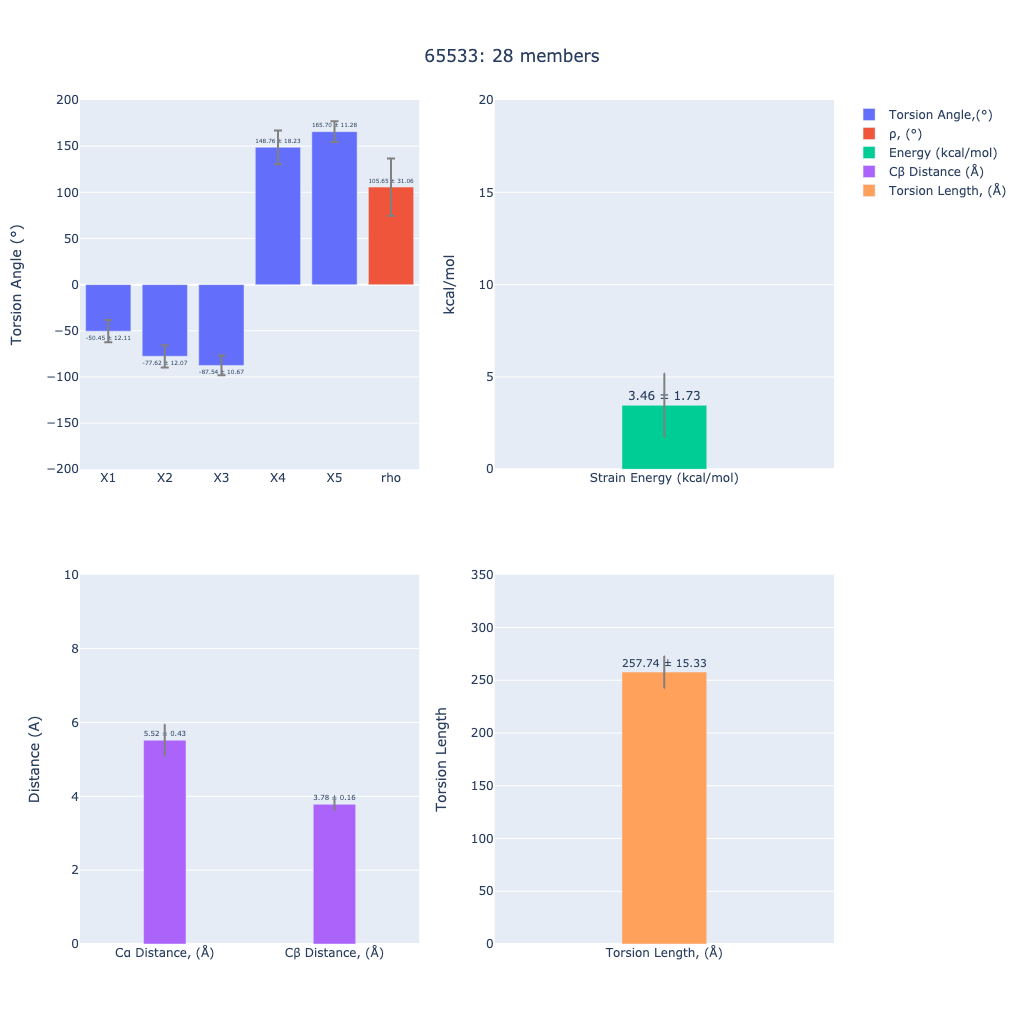 65533: 28 members
Torsion Angle (°)
200
150
100
50
0
−50
−100
−150
−200
-50.45 ± 12.11
-77.62 ± 12.07
-87.54 ± 10.67
148.76 ± 18.23
165.70 ± 11.28
105.65 ± 31.06
X1 X2 X3 X4 X5 rho
kcal/mol
20
15
10
5
0
3.46 ± 1.73
Strain Energy (kcal/mol)
Torsion Angle,(°)
ρ, (°)
Energy (kcal/mol)
Cβ Distance (Å)
Torsion Length, (Å)
Distance (A)
10
8
6
4
2
0
5.52 ± 0.43
3.78 ± 0.16
Cα Distance, (Å) Cβ Distance, (Å)
Torsion Length
350
300
250
200
150
100
50
0
257.74 ± 15.33
Torsion Length, (Å)